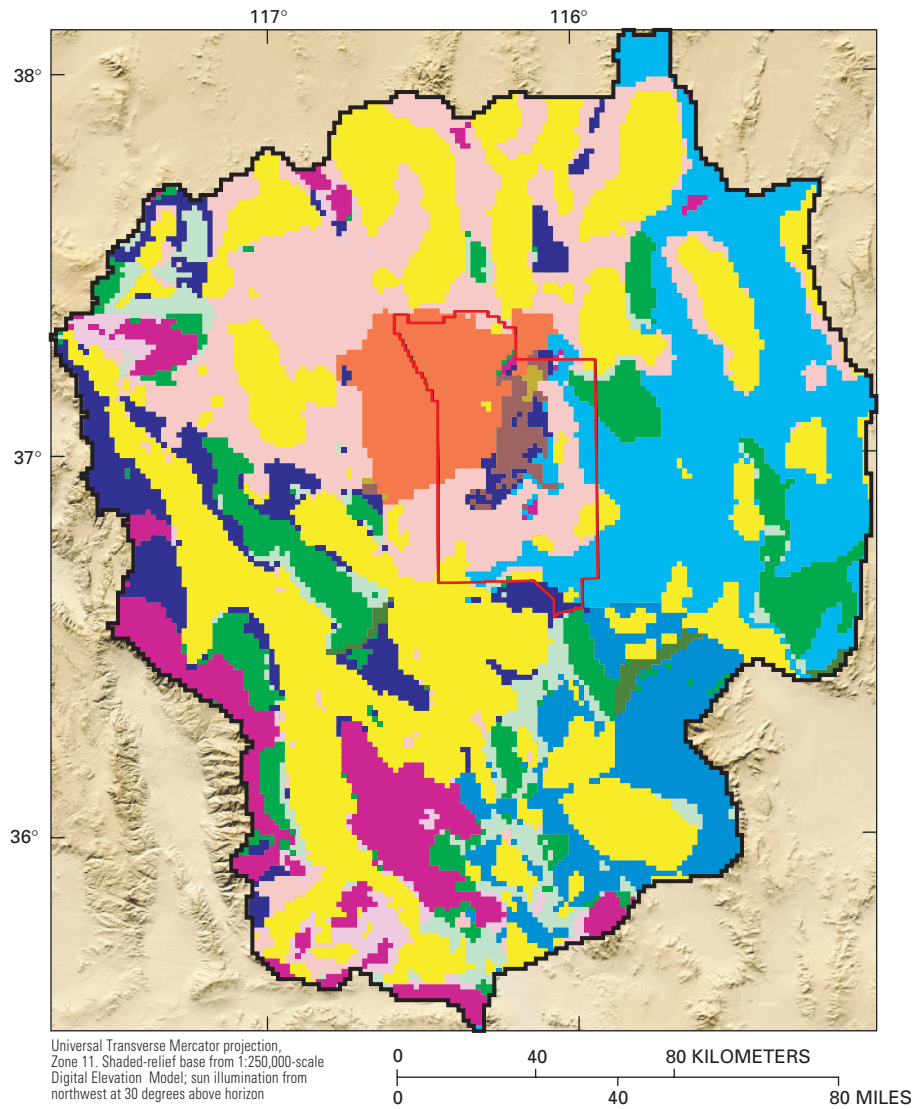 117° 116°
38°
37°
36°
Universal Transverse Mercator projection,
Zone 11. Shaded-relief base from 1:250,000-scale
Digital Elevation Model; sun illumination from
northwest at 30 degrees above horizon
0 40 80 KILOMETERS
0 40 80 MILES